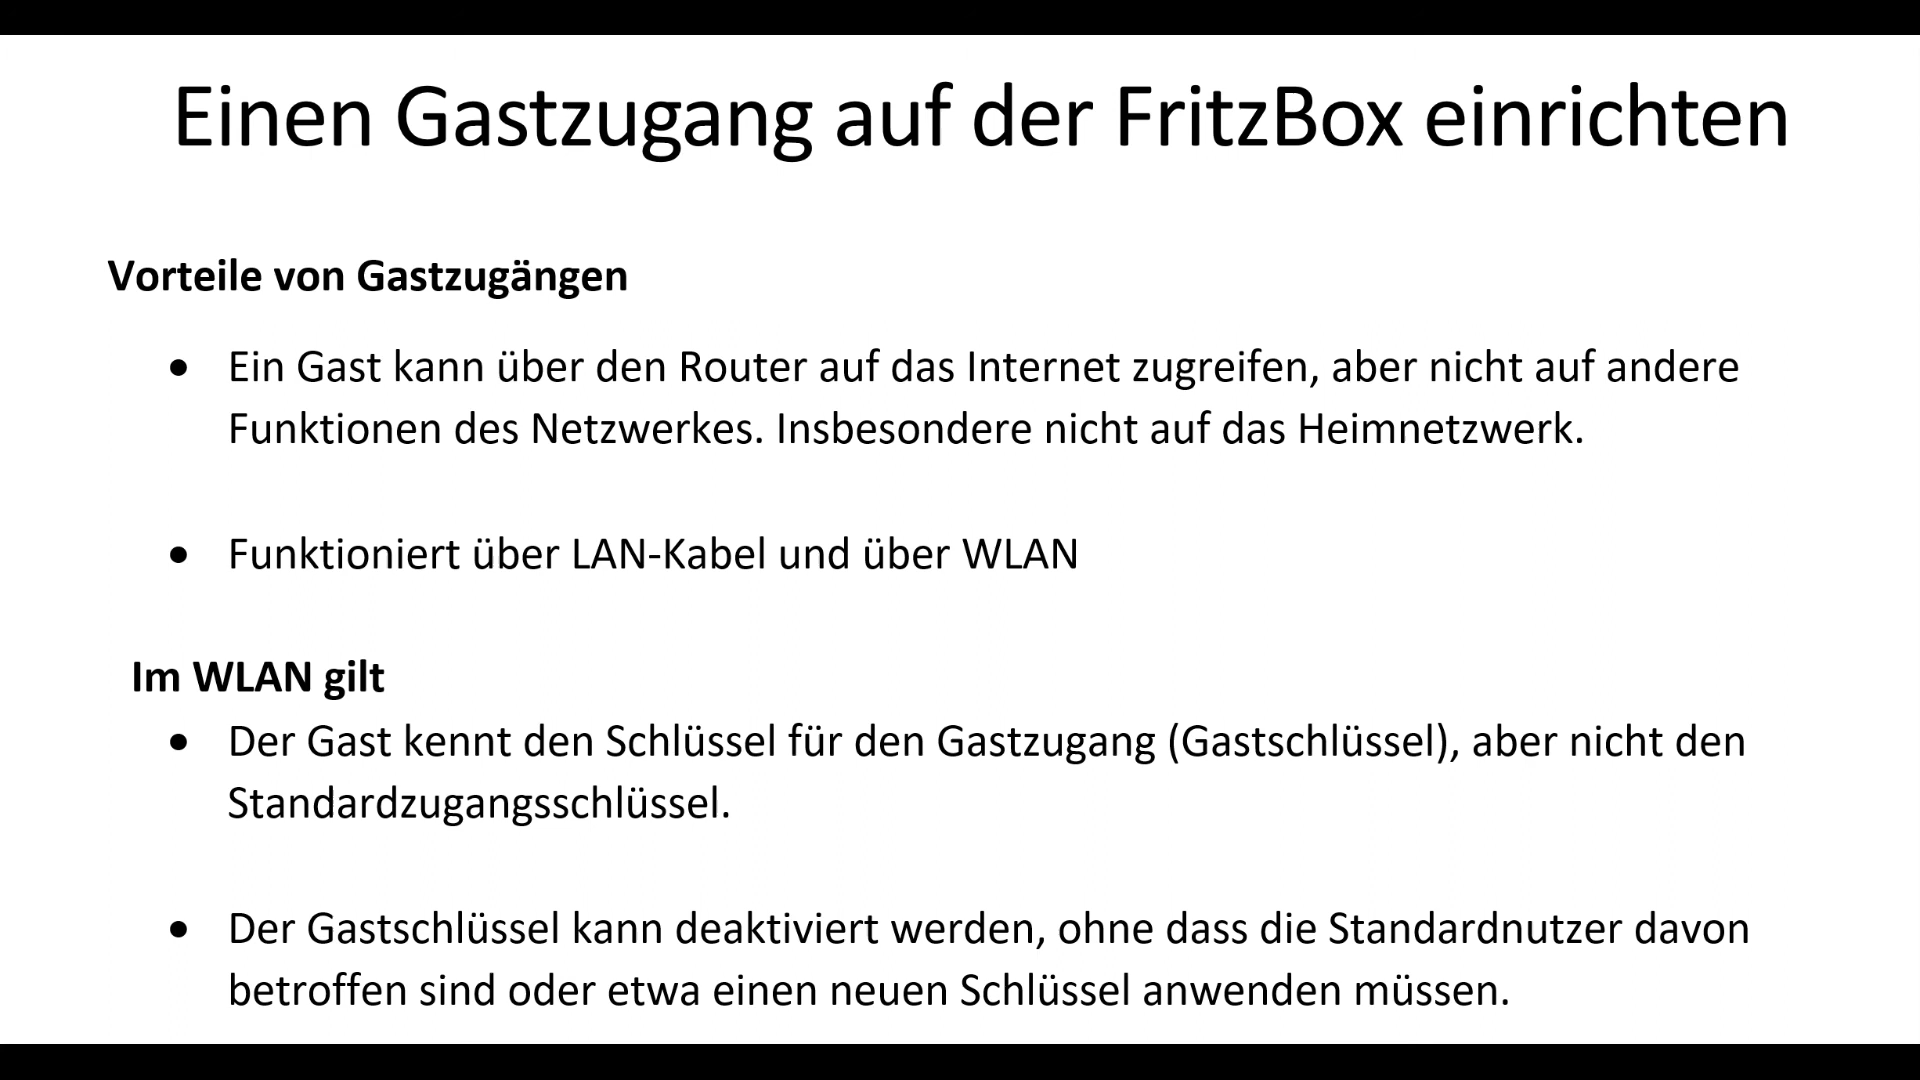 Einen Gastzugang auf der FritzBox einrichten
Vorteile von Gastzugängen
• Ein Gast kann über den Router auf das Internet zugreifen, aber nicht auf andere
Funktionen des Netzwerkes. Insbesondere nicht auf das Heimnetzwerk.
• Funktioniert über LAN-Kabel und über WLAN
Im WLAN gilt
• Der Gast kennt den Schlüssel für den Gastzugang (Gastschlüssel), aber nicht den
Standardzugangsschlüssel.
• Der Gastschlüssel kann deaktiviert werden, ohne dass die Standardnutzer davon
betroffen sind oder etwa einen neuen Schlüssel anwenden müssen.